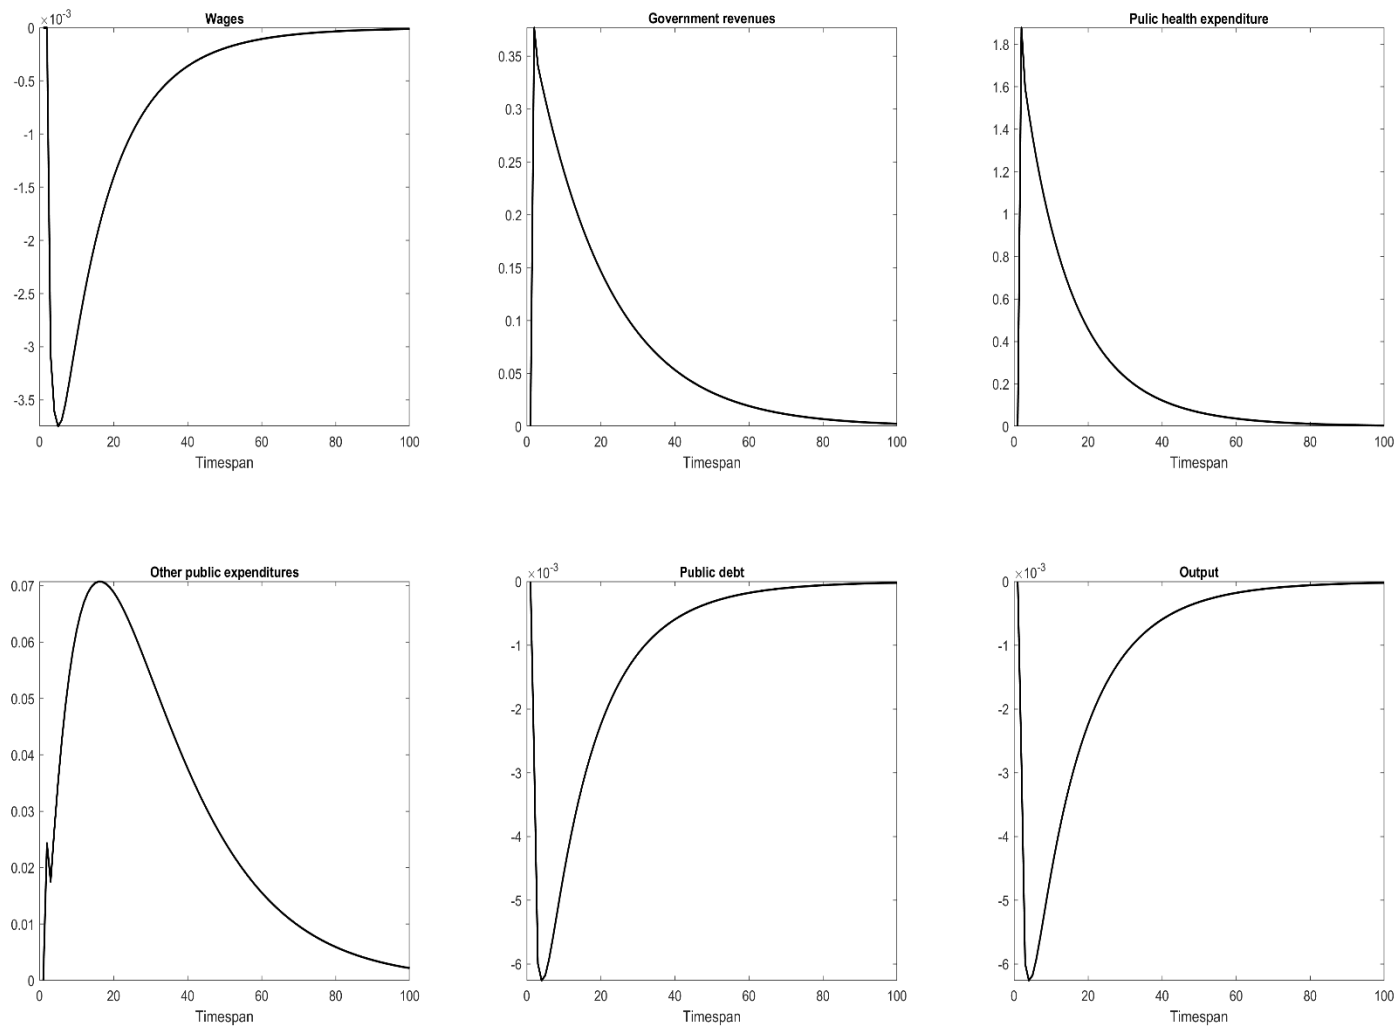 Wages
×10⁻³
0
-0.5
-1
-1.5
-2
-2.5
-3
-3.5
0 20 40 60 80 100
Timespan
Government revenues
0.35
0.3
0.25
0.2
0.15
0.1
0.05
0
0 20 40 60 80 100
Timespan
Pulic health expenditure
1.8
1.6
1.4
1.2
1
0.8
0.6
0.4
0.2
0
0 20 40 60 80 100
Timespan
Other public expenditures
0.07
0.06
0.05
0.04
0.03
0.02
0.01
0
0 20 40 60 80 100
Timespan
Public debt
×10⁻³
0
-1
-2
-3
-4
-5
-6
0 20 40 60 80 100
Timespan
Output
×10⁻³
0
-1
-2
-3
-4
-5
-6
0 20 40 60 80 100
Timespan